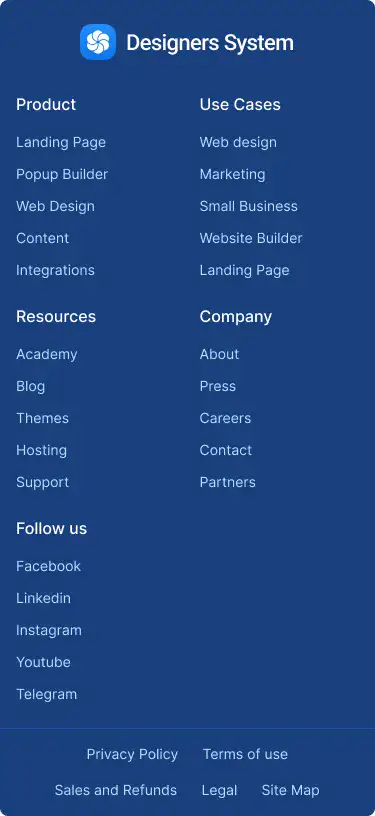 Designers System
Product
Landing Page
Popup Builder
Web Design
Content
Integrations
Use Cases
Web design
Marketing
Small Business
Website Builder
Landing Page
Resources
Academy
Blog
Themes
Hosting
Support
Company
About
Press
Careers
Contact
Partners
Follow us
Facebook
Linkedin
Instagram
Youtube
Telegram
Privacy Policy Terms of use
Sales and Refunds Legal Site Map